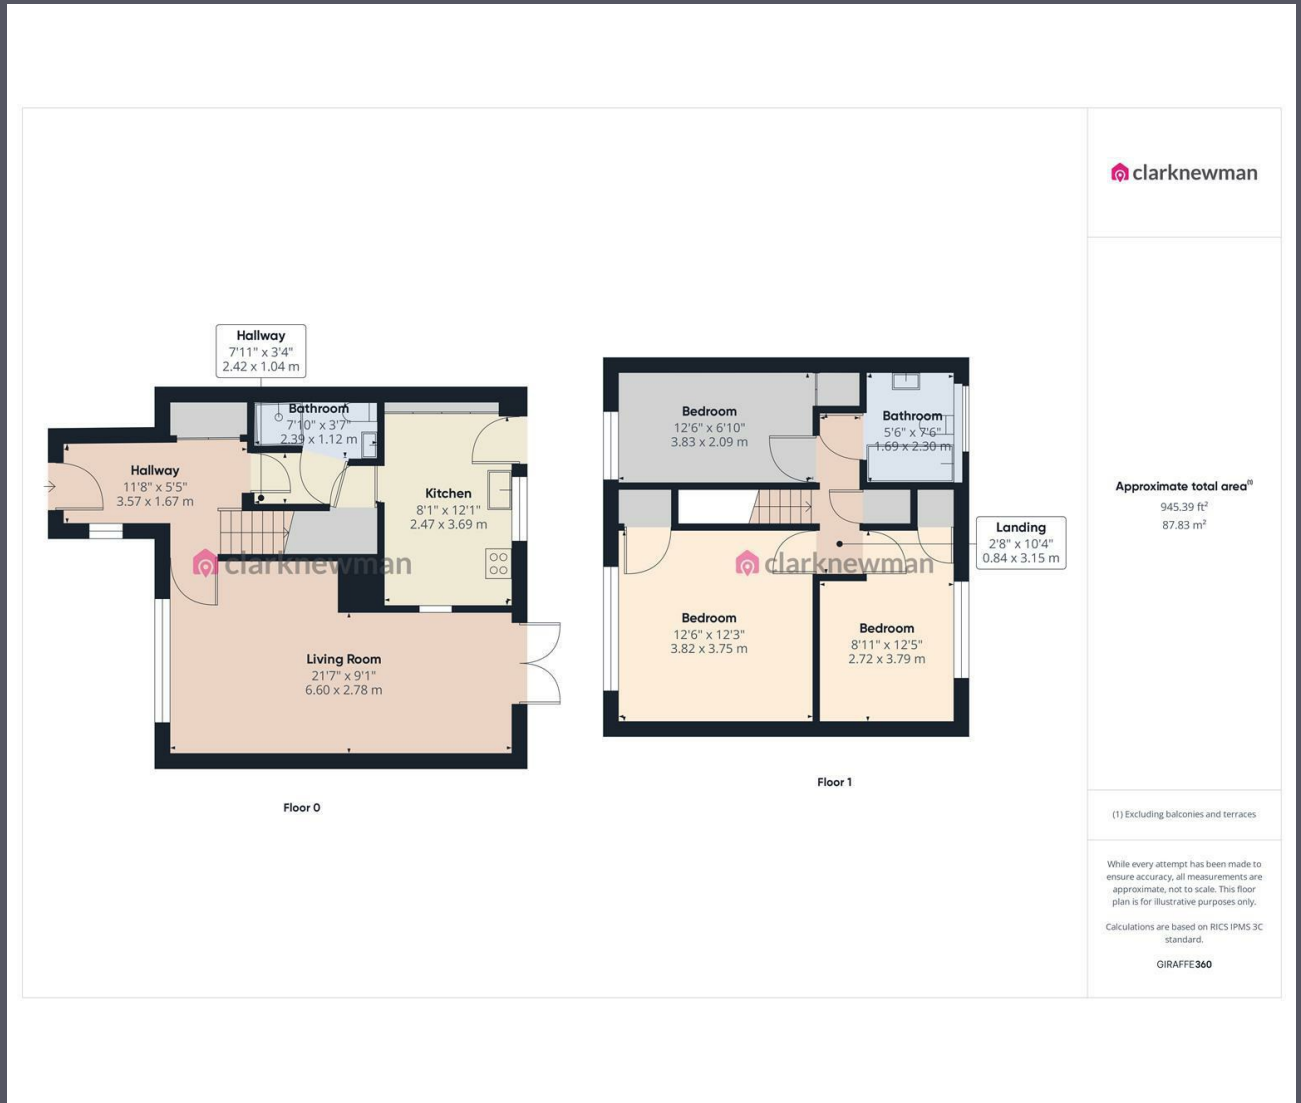 Hallway
7'11" x 3'4"
2.42 x 1.04 m
Bathroom
7'10" x 3'7"
2.39 x 1.12 m
Hallway
11'8" x 5'5"
3.57 x 1.67 m
Kitchen
8'1" x 12'1"
2.47 x 3.69 m
clarknewman
Living Room
21'7" x 9'1"
6.60 x 2.78 m
Floor 0
Bedroom
12'6" x 6'10"
3.83 x 2.09 m
Bathroom
5'6" x 7'6"
1.69 x 2.30 m
Landing
2'8" x 10'4"
0.84 x 3.15 m
clarknewman
Bedroom
12'6" x 12'3"
3.82 x 3.75 m
Bedroom
8'11" x 12'5"
2.72 x 3.79 m
Floor 1
clarknewman
Approximate total area(1)
945.39 ft²
87.83 m²
(1) Excluding balconies and terraces
While every attempt has been made to
ensure accuracy, all measurements are
approximate, not to scale. This floor
plan is for illustrative purposes only.
Calculations are based on RICS IPMS 3C
standard.
GIRAFFE360